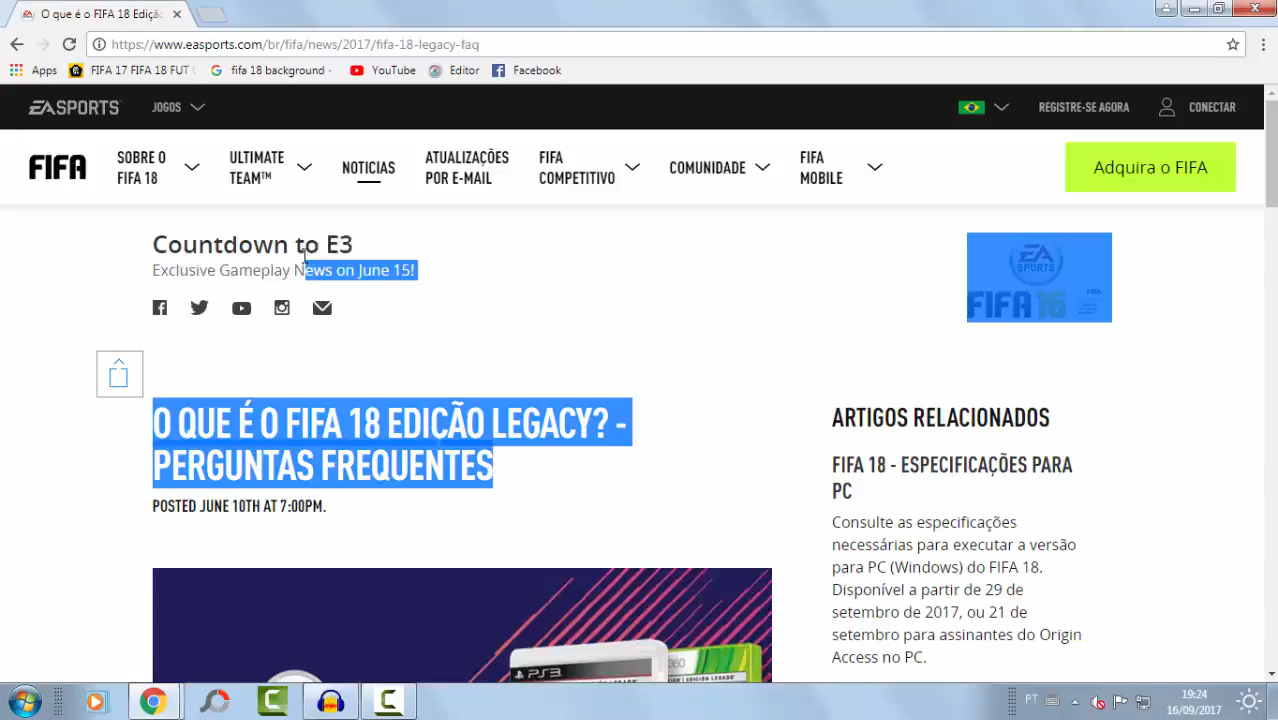 O que é o FIFA 18 Ediçã
https://www.easports.com/br/fifa/news/2017/fifa-18-legacy-faq
Apps FIFA 17 FIFA 18 FUT fifa 18 background - YouTube Editor Facebook
EA SPORTS JOGOS REGISTRE-SE AGORA CONECTAR
FIFA
SOBRE O
FIFA 18
ULTIMATE
TEAM™
NOTICIAS
ATUALIZAÇÕES
POR E-MAIL
FIFA
COMPETITIVO
COMUNIDADE
FIFA
MOBILE
Adquira o FIFA
Countdown to E3
Exclusive Gameplay News on June 15!
EA
SPORTS
FIFA 16
O QUE É O FIFA 18 EDIÇÃO LEGACY? -
PERGUNTAS FREQUENTES
POSTED JUNE 10TH AT 7:00PM.
ARTIGOS RELACIONADOS
FIFA 18 - ESPECIFICAÇÕES PARA
PC
Consulte as especificações
necessárias para executar a versão
para PC (Windows) do FIFA 18.
Disponível a partir de 29 de
setembro de 2017, ou 21 de
setembro para assinantes do Origin
Access no PC.
PS3
360
PT
19:24
16/09/2017